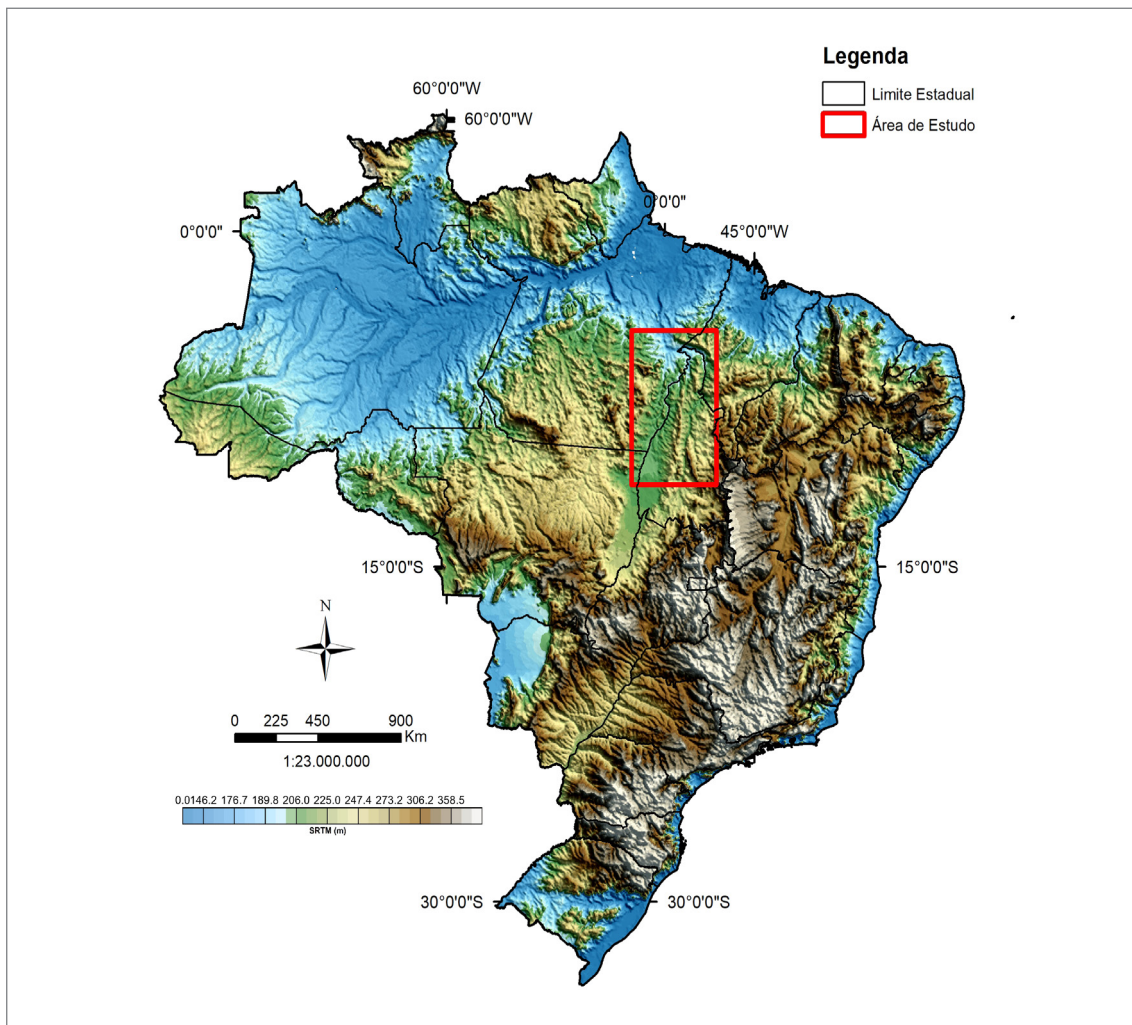 Legenda
Limite Estadual
Área de Estudo
60°0'0"W
60°0'0"W
0°0'0"
0°0'0"
45°0'0"W
15°0'0"S
15°0'0"S
N
0 225 450 900
Km
1:23.000.000
0.0146.2 176.7 189.8 206.0 225.0 247.4 273.2 306.2 358.5
SRTM (m)
30°0'0"S
30°0'0"S